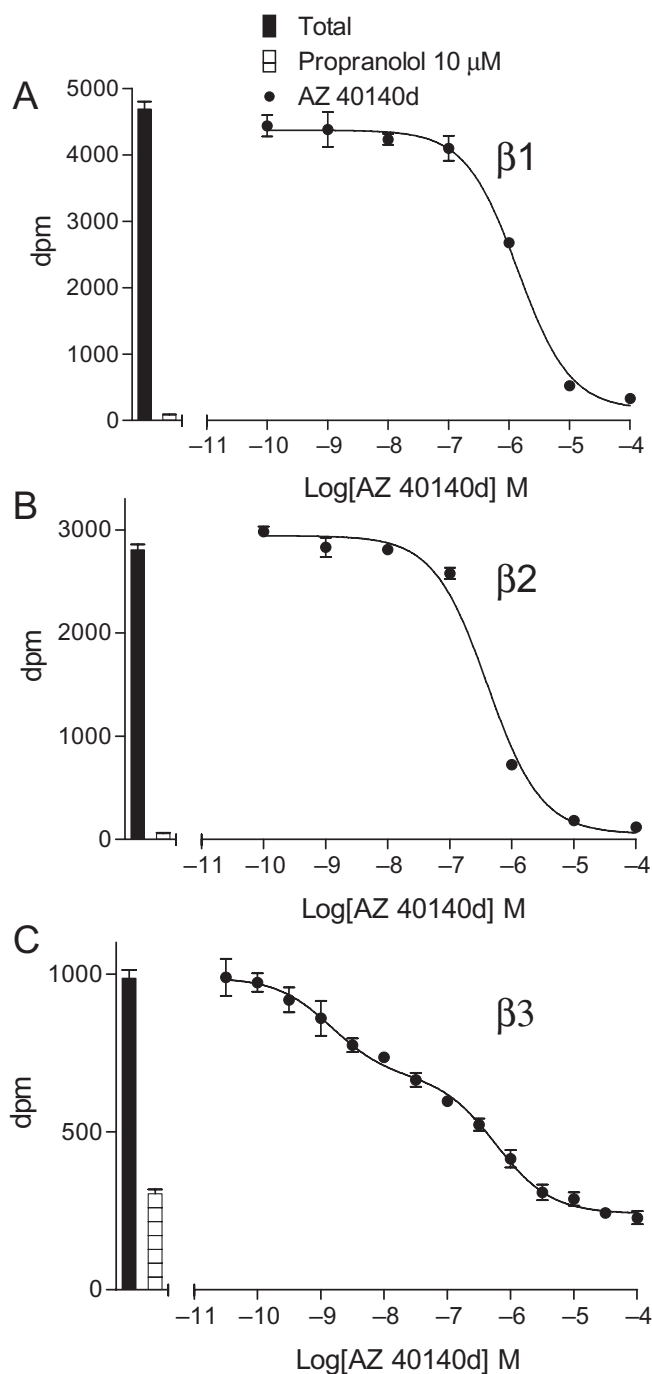 Total
Propranolol 10 μM
AZ 40140d
A
5000
4000
3000
2000
1000
0
dpm
β1
–11 –10 –9 –8 –7 –6 –5 –4
Log[AZ 40140d] M
B
3000
2000
1000
0
dpm
β2
–11 –10 –9 –8 –7 –6 –5 –4
Log[AZ 40140d] M
C
1000
500
0
dpm
β3
–11 –10 –9 –8 –7 –6 –5 –4
Log[AZ 40140d] M